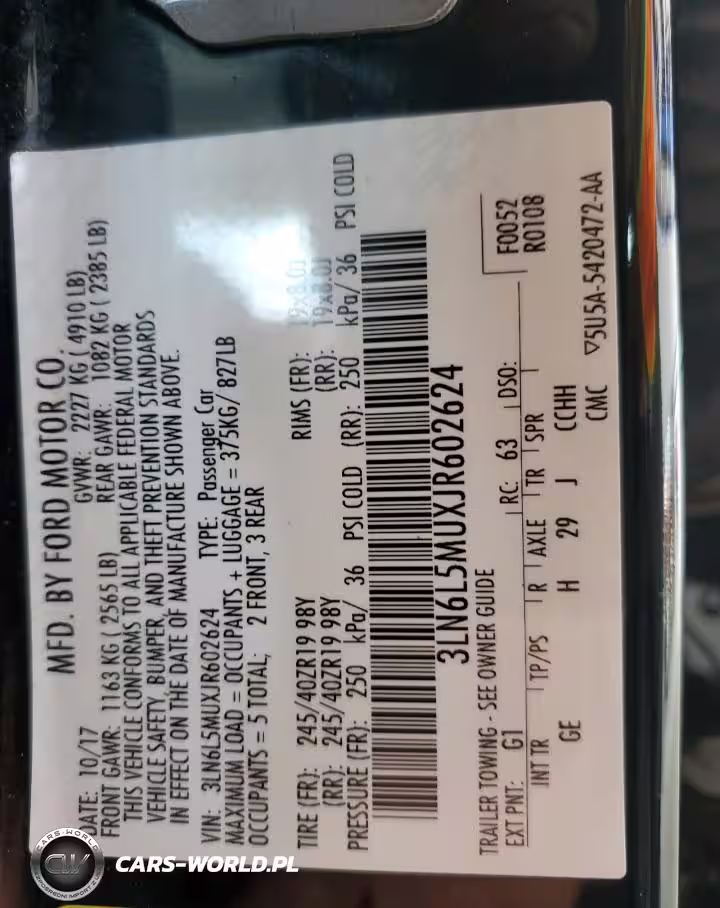 MFD. BY FORD MOTOR CO.
DATE: 10/17 GVWR: 2227 KG ( 4910 LB)
FRONT GAWR: 1163 KG ( 2565 LB) REAR GAWR: 1082 KG ( 2385 LB)
THIS VEHICLE CONFORMS TO ALL APPLICABLE FEDERAL MOTOR
VEHICLE SAFETY, BUMPER, AND THEFT PREVENTION STANDARDS
IN EFFECT ON THE DATE OF MANUFACTURE SHOWN ABOVE.
VIN: 3LN6L5MUXJR602624 TYPE: Passenger Car
MAXIMUM LOAD = OCCUPANTS + LUGGAGE = 375KG/ 827LB
OCCUPANTS = 5 TOTAL; 2 FRONT, 3 REAR
TIRE (FR): 245/40ZR19 98Y RIMS (FR): 19x8.0J
(RR): 245/40ZR19 98Y (RR): 19x8.0J
PRESSURE (FR): 250 kPa/ 36 PSI COLD (RR): 250 kPa/ 36 PSI COLD
3LN6L5MUXJR602624
TRAILER TOWING - SEE OWNER GUIDE
F0052
R0108
EXT PNT: G1 RC: 63 DSO:
INT TR TP/PS R AXLE TR SPR
GE H 29 J CCHH
CMC ▽5U5A-5420472-AA
CARS-WORLD
CW
CARS-WORLD.PL